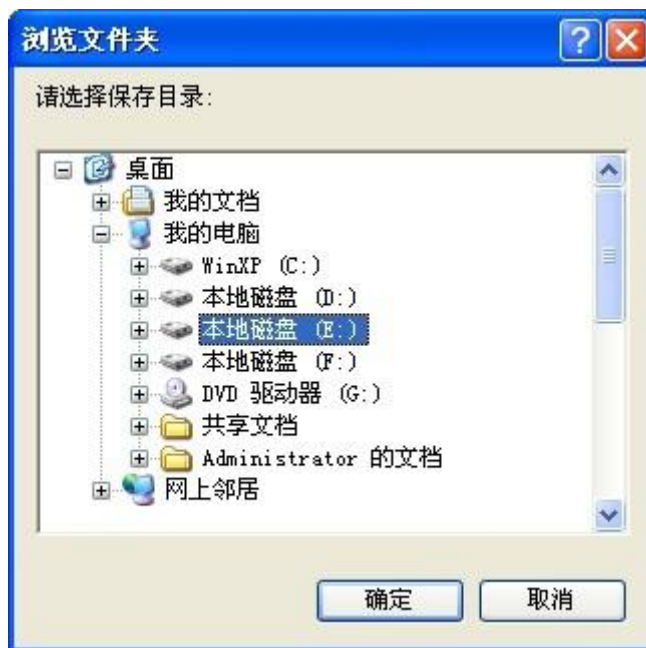 浏览文件夹
请选择保存目录:
桌面
我的文档
我的电脑
WinXP (C:)
本地磁盘 (D:)
本地磁盘 (E:)
本地磁盘 (F:)
DVD 驱动器 (G:)
共享文档
Administrator 的文档
网上邻居
确定 取消